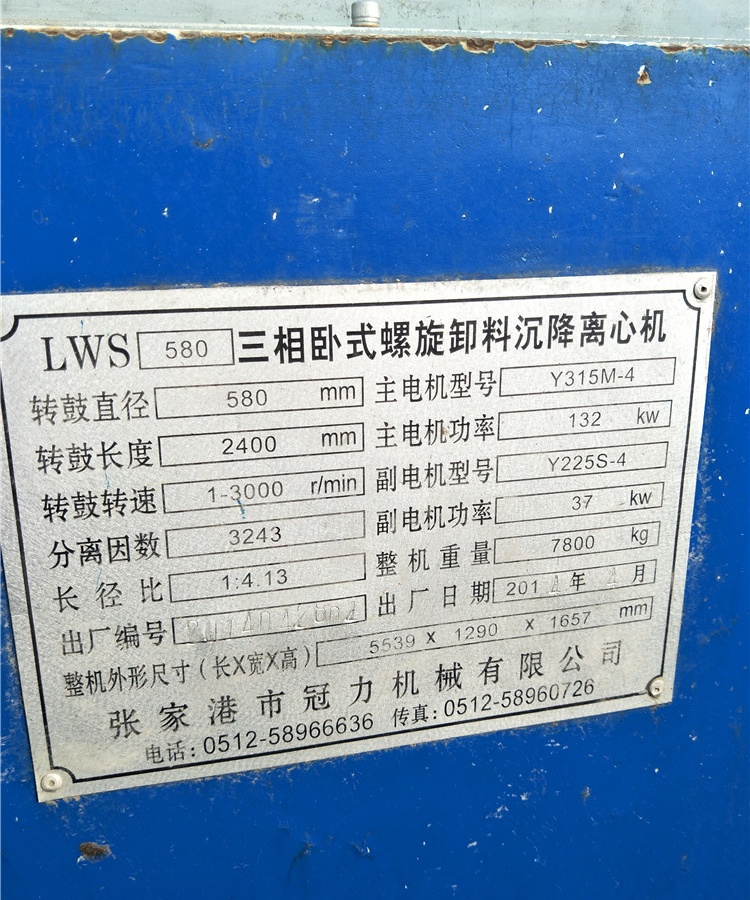 LWS 580 三相卧式螺旋卸料沉降离心机
转鼓直径 580 mm 主电机型号 Y315M-4
转鼓长度 2400 mm 主电机功率 132 kw
转鼓转速 1-3000 r/min 副电机型号 Y225S-4
分离因数 3243 副电机功率 37 kw
长径比 1:4.13 整机重量 7800 kg
出厂编号 出厂日期 2014年 月
整机外形尺寸(长X宽X高) 5539 x 1290 x 1657 mm
张家港市冠力机械有限公司
电话:0512-58966636 传真:0512-58960726